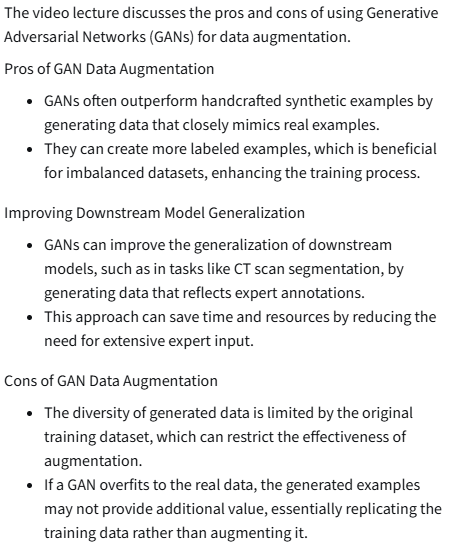 The video lecture discusses the pros and cons of using Generative
Adversarial Networks (GANs) for data augmentation.
Pros of GAN Data Augmentation
• GANs often outperform handcrafted synthetic examples by
generating data that closely mimics real examples.
• They can create more labeled examples, which is beneficial
for imbalanced datasets, enhancing the training process.
Improving Downstream Model Generalization
• GANs can improve the generalization of downstream
models, such as in tasks like CT scan segmentation, by
generating data that reflects expert annotations.
• This approach can save time and resources by reducing the
need for extensive expert input.
Cons of GAN Data Augmentation
• The diversity of generated data is limited by the original
training dataset, which can restrict the effectiveness of
augmentation.
• If a GAN overfits to the real data, the generated examples
may not provide additional value, essentially replicating the
training data rather than augmenting it.